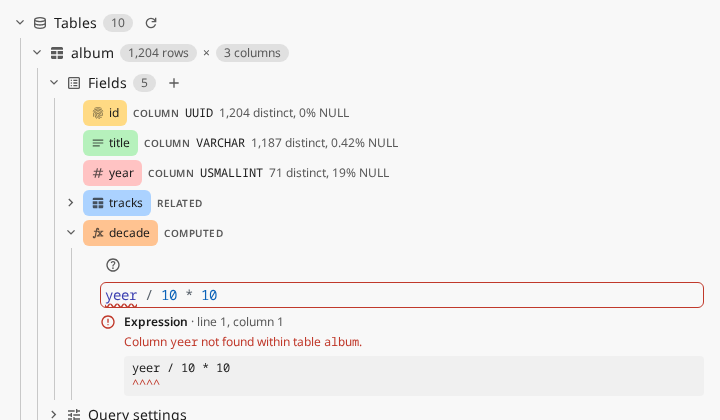 Tables 10
album 1,204 rows × 3 columns
Fields 5 +
id COLUMN UUID 1,204 distinct, 0% NULL
title COLUMN VARCHAR 1,187 distinct, 0.42% NULL
# year COLUMN USMALLINT 71 distinct, 19% NULL
tracks RELATED
fx decade COMPUTED
yeer / 10 * 10
Expression · line 1, column 1
Column yeer not found within table album.
yeer / 10 * 10
^^^^
Query settings